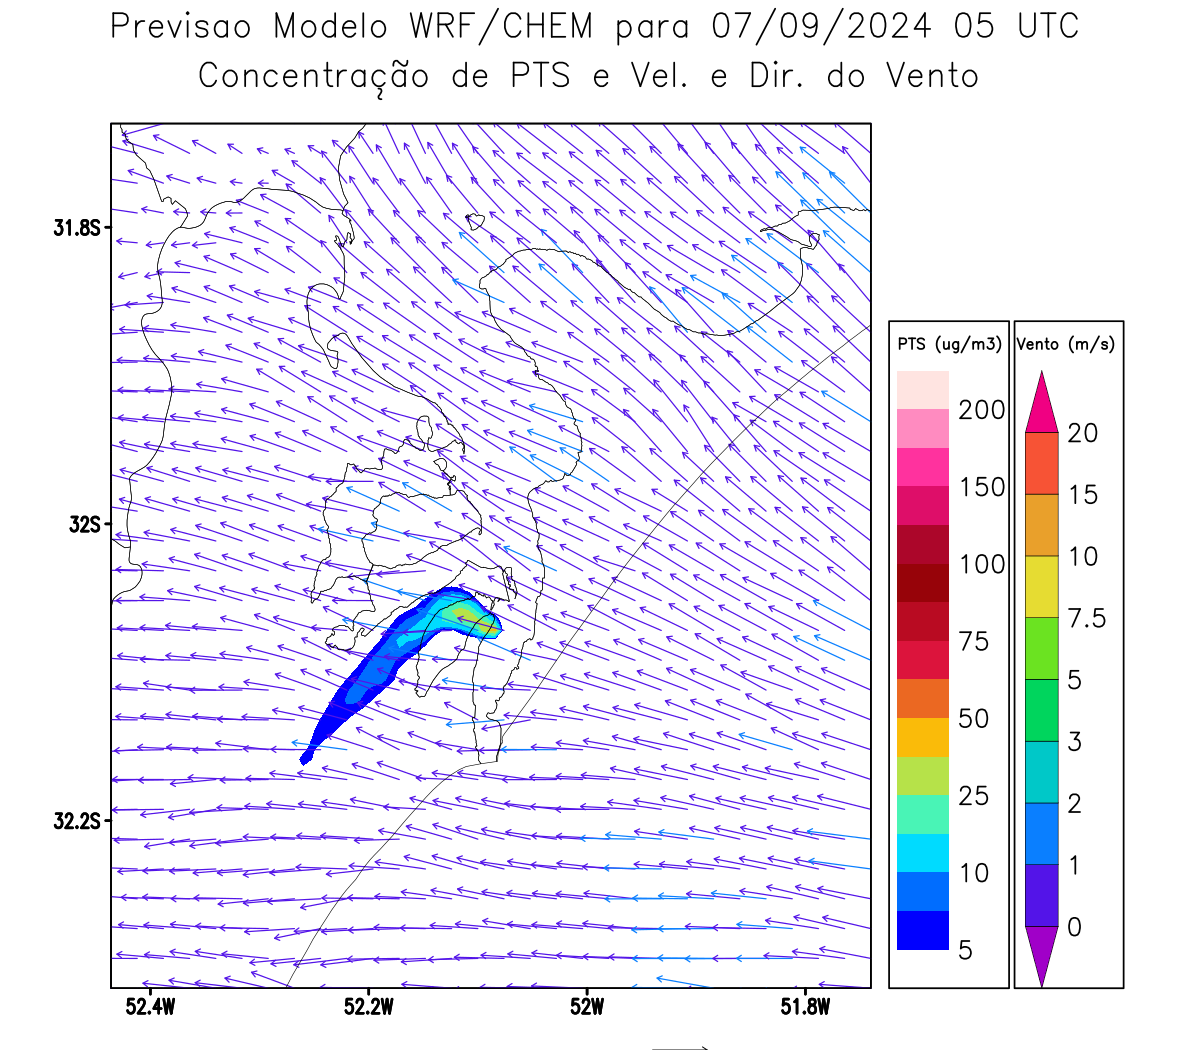 Previsao Modelo WRF/CHEM para 07/09/2024 05 UTC
Concentração de PTS e Vel. e Dir. do Vento
31.8S
32S
32.2S
52.4W
52.2W
52W
51.8W
PTS (ug/m3)
200
150
100
75
50
25
10
5
Vento (m/s)
20
15
10
7.5
5
3
2
1
0